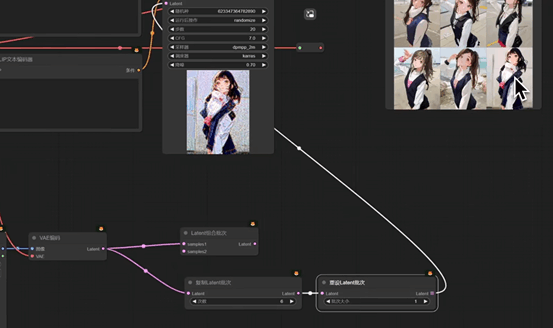 Latent
随机种 623347364762890
运行后操作 randomize
步数 20
CFG 7.0
采样器 dpmpp_2m
调度器 karras
降噪 0.70
CLIP文本编码器
条件
VAE编码
图像
VAE
Latent
Latent组合批次
samples1
samples2
Latent
复制Latent批次
Latent
Latent
次数 6
重设Latent批次
Latent
Latent
批次大小 1